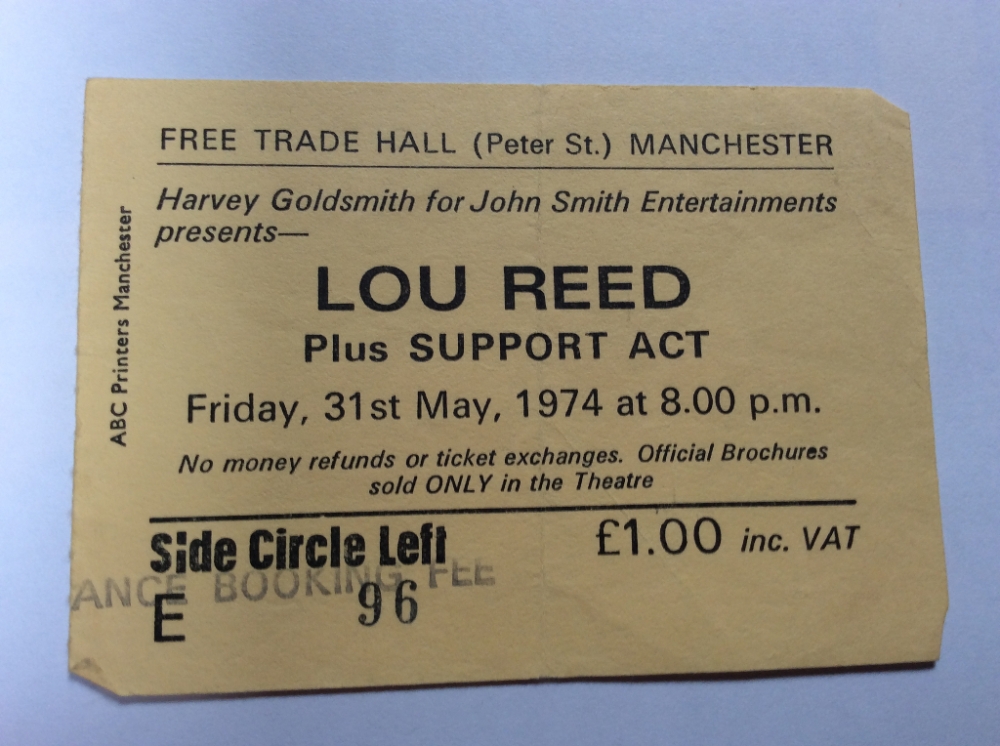 FREE TRADE HALL (Peter St.) MANCHESTER
Harvey Goldsmith for John Smith Entertainments
presents—
LOU REED
Plus SUPPORT ACT
Friday, 31st May, 1974 at 8.00 p.m.
No money refunds or ticket exchanges. Official Brochures
sold ONLY in the Theatre
Side Circle Left
£1.00 inc. VAT
ANCE BOOKING FEE
E 96
ABC Printers Manchester